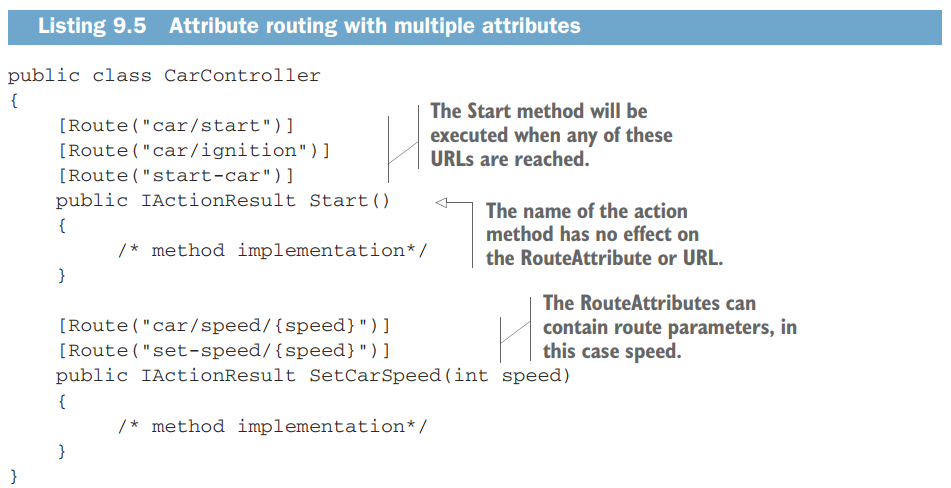 Listing 9.5 Attribute routing with multiple attributes
public class CarController
{
[Route("car/start")]
[Route("car/ignition")]
[Route("start-car")]
public IActionResult Start()
{
/* method implementation*/
}
The Start method will be
executed when any of these
URLs are reached.
The name of the action
method has no effect on
the RouteAttribute or URL.
[Route("car/speed/{speed}")]
[Route("set-speed/{speed}")]
public IActionResult SetCarSpeed(int speed)
{
/* method implementation*/
}
}
The RouteAttributes can
contain route parameters, in
this case speed.